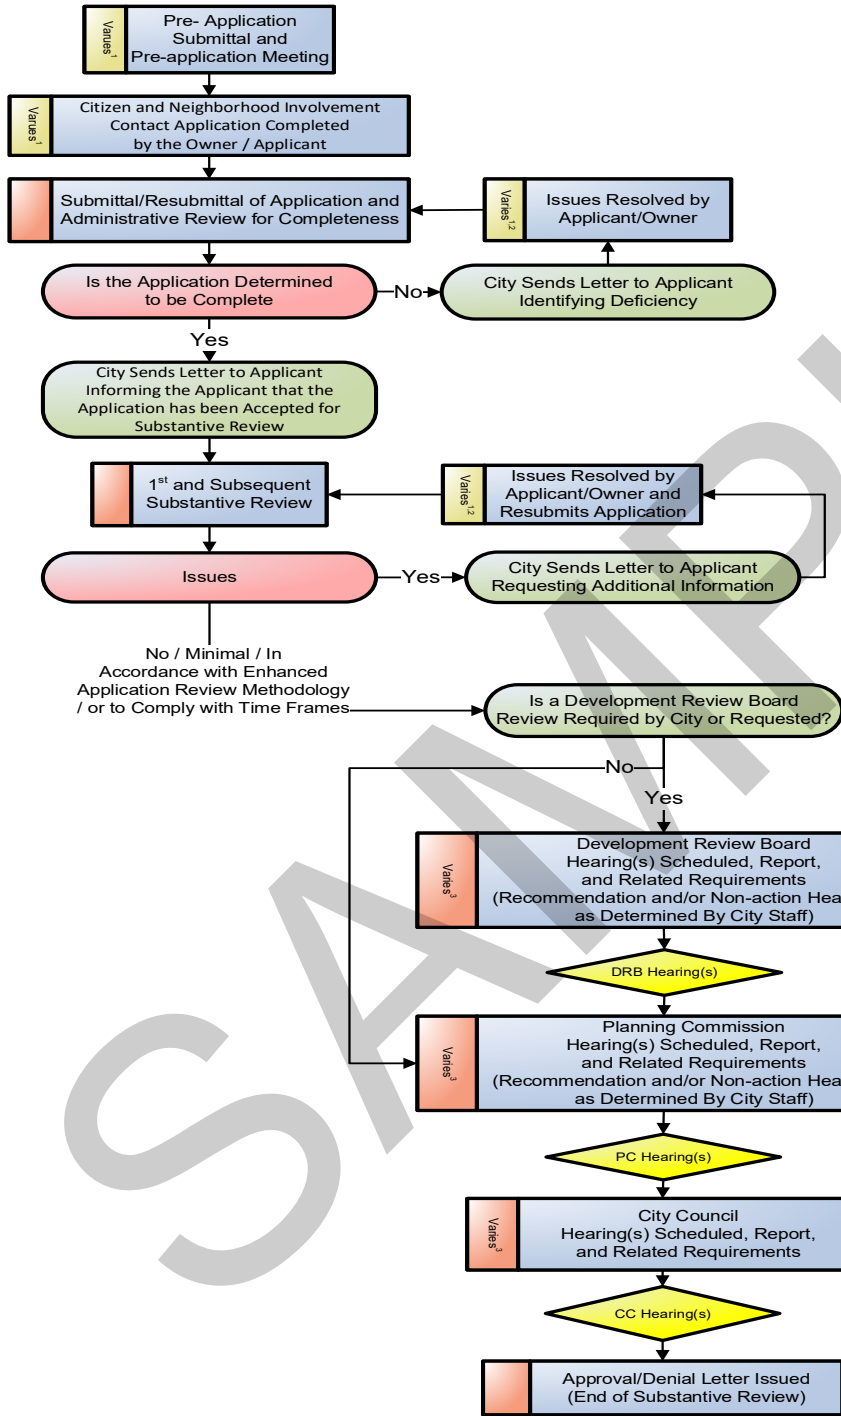 Pre- Application
Submittal and
Pre-application Meeting
Varues1
Citizen and Neighborhood Involvement
Contact Application Completed
by the Owner / Applicant
Varues1
Submittal/Resubmittal of Application and
Administrative Review for Completeness
Issues Resolved by
Applicant/Owner
Varies1,2
Is the Application Determined
to be Complete
No
City Sends Letter to Applicant
Identifying Deficiency
Yes
City Sends Letter to Applicant
Informing the Applicant that the
Application has been Accepted for
Substantive Review
1st and Subsequent
Substantive Review
Issues Resolved by
Applicant/Owner and
Resubmits Application
Varies1,2
Issues
Yes
City Sends Letter to Applicant
Requesting Additional Information
No / Minimal / In
Accordance with Enhanced
Application Review Methodology
/ or to Comply with Time Frames
Is a Development Review Board
Review Required by City or Requested?
No
Yes
Development Review Board
Hearing(s) Scheduled, Report,
and Related Requirements
(Recommendation and/or Non-action Hea
as Determined By City Staff)
Varies3
DRB Hearing(s)
Planning Commission
Hearing(s) Scheduled, Report,
and Related Requirements
(Recommendation and/or Non-action Hea
as Determined By City Staff)
Varies3
PC Hearing(s)
City Council
Hearing(s) Scheduled, Report,
and Related Requirements
Varies3
CC Hearing(s)
Approval/Denial Letter Issued
(End of Substantive Review)
SAMP